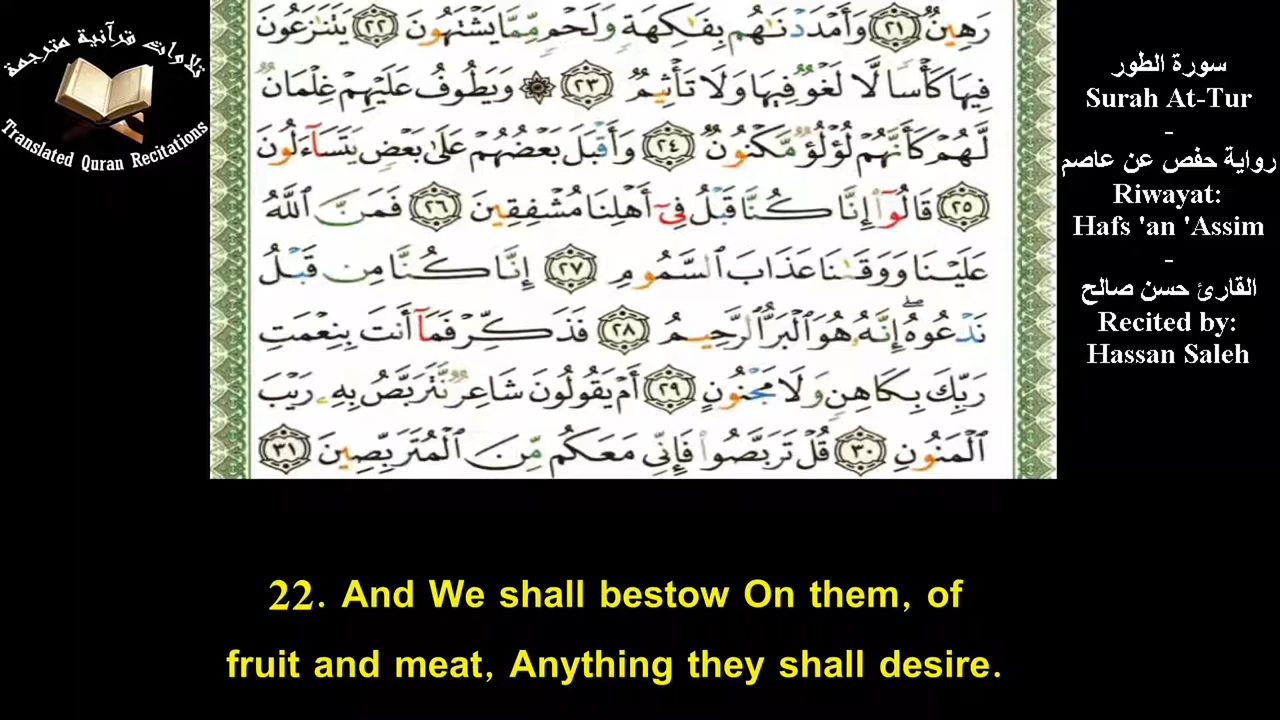 تلاوات قرآنية مترجمة
Translated Quran Recitations
رَهِينٌ ٢١ وَأَمْدَدْنَٰهُم بِفَٰكِهَةٍ وَلَحْمٍ مِّمَّا يَشْتَهُونَ ٢٢ يَتَنَٰزَعُونَ
فِيهَا كَأْسًا لَّا لَغْوٌ فِيهَا وَلَا تَأْثِيمٌ ٢٣ ۞ وَيَطُوفُ عَلَيْهِمْ غِلْمَانٌ
لَّهُمْ كَأَنَّهُمْ لُؤْلُؤٌ مَّكْنُونٌ ٢٤ وَأَقْبَلَ بَعْضُهُمْ عَلَىٰ بَعْضٍ يَتَسَآءَلُونَ
٢٥ قَالُوٓا۟ إِنَّا كُنَّا قَبْلُ فِىٓ أَهْلِنَا مُشْفِقِينَ ٢٦ فَمَنَّ ٱللَّهُ
عَلَيْنَا وَوَقَىٰنَا عَذَابَ ٱلسَّمُومِ ٢٧ إِنَّا كُنَّا مِن قَبْلُ
نَدْعُوهُ ۖ إِنَّهُۥ هُوَ ٱلْبَرُّ ٱلرَّحِيمُ ٢٨ فَذَكِّرْ فَمَآ أَنتَ بِنِعْمَتِ
رَبِّكَ بِكَاهِنٍ وَلَا مَجْنُونٍ ٢٩ أَمْ يَقُولُونَ شَاعِرٌ نَّتَرَبَّصُ بِهِۦ رَيْبَ
ٱلْمَنُونِ ٣٠ قُلْ تَرَبَّصُوا۟ فَإِنِّى مَعَكُم مِّنَ ٱلْمُتَرَبِّصِينَ ٣١
سورة الطور
Surah At-Tur
-
رواية حفص عن عاصم
Riwayat:
Hafs 'an 'Assim
-
القارئ حسن صالح
Recited by:
Hassan Saleh
22. And We shall bestow On them, of
fruit and meat, Anything they shall desire.